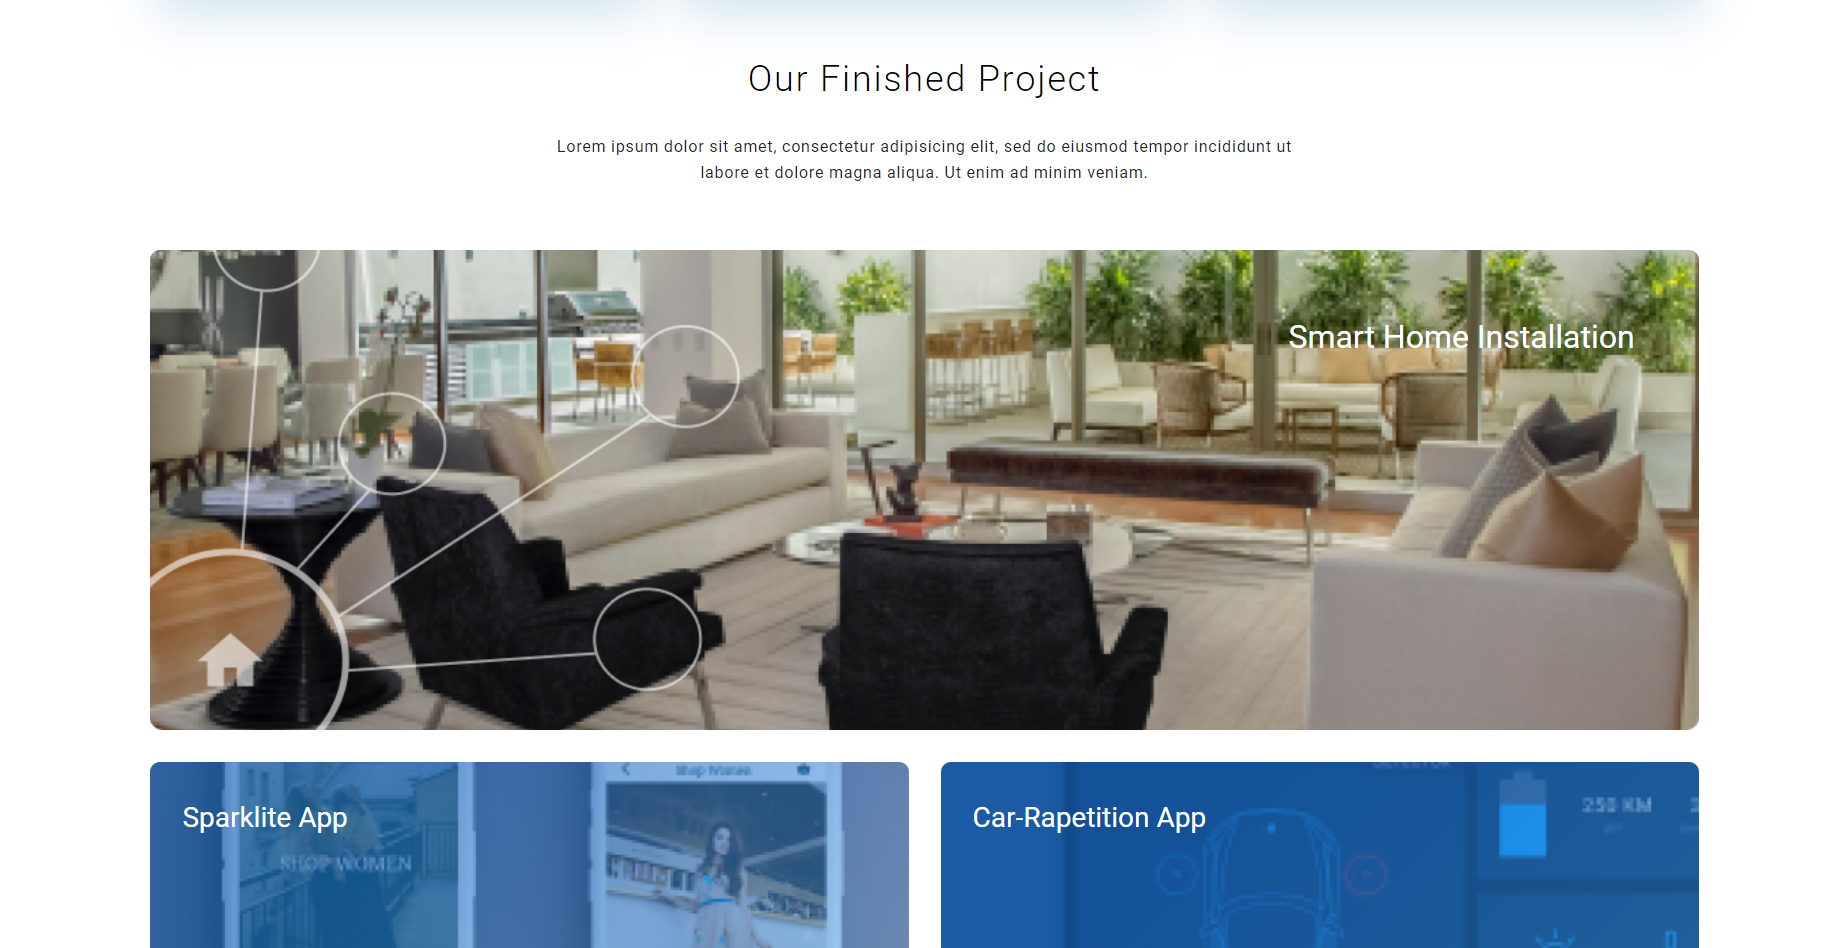 Our Finished Project
Lorem ipsum dolor sit amet, consectetur adipisicing elit, sed do eiusmod tempor incididunt ut
labore et dolore magna aliqua. Ut enim ad minim veniam.
Smart Home Installation
Sparklite App
Shop Women
SHOP WOMEN
Car-Rapetition App
250 KM